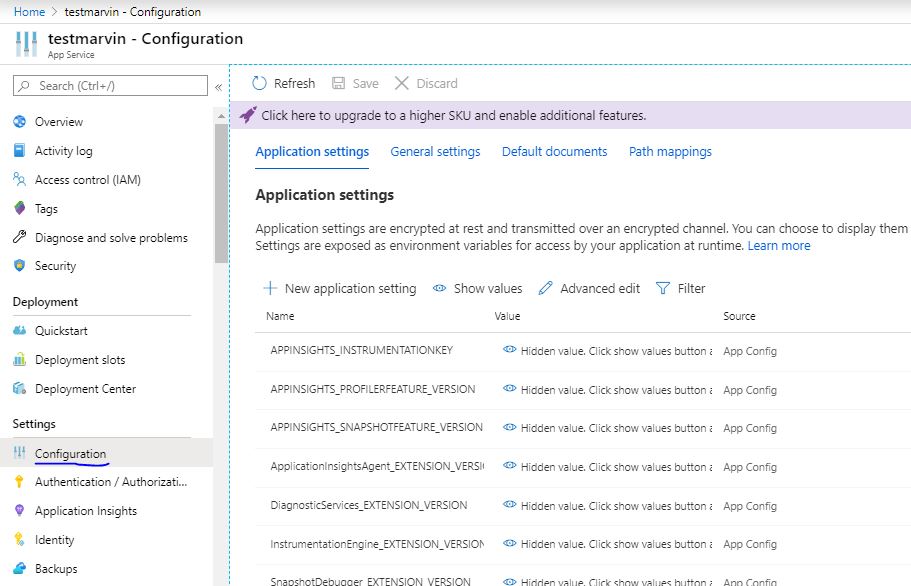 Home > testmarvin - Configuration
testmarvin - Configuration
App Service
Search (Ctrl+/)
«
Overview
Activity log
Access control (IAM)
Tags
Diagnose and solve problems
Security
Deployment
Quickstart
Deployment slots
Deployment Center
Settings
Configuration
Authentication / Authorizati...
Application Insights
Identity
Backups
Refresh Save Discard
Click here to upgrade to a higher SKU and enable additional features.
Application settings General settings Default documents Path mappings
Application settings
Application settings are encrypted at rest and transmitted over an encrypted channel. You can choose to display them
Settings are exposed as environment variables for access by your application at runtime. Learn more
New application setting Show values Advanced edit Filter
Name Value Source
APPINSIGHTS_INSTRUMENTATIONKEY Hidden value. Click show values button a App Config
APPINSIGHTS_PROFILERFEATURE_VERSION Hidden value. Click show values button a App Config
APPINSIGHTS_SNAPSHOTFEATURE_VERSION Hidden value. Click show values button a App Config
ApplicationInsightsAgent_EXTENSION_VERSI Hidden value. Click show values button a App Config
DiagnosticServices_EXTENSION_VERSION Hidden value. Click show values button a App Config
InstrumentationEngine_EXTENSION_VERSION Hidden value. Click show values button a App Config
SnapshotDebugger_EXTENSION_VERSION Hidden value. Click show values button a App Config